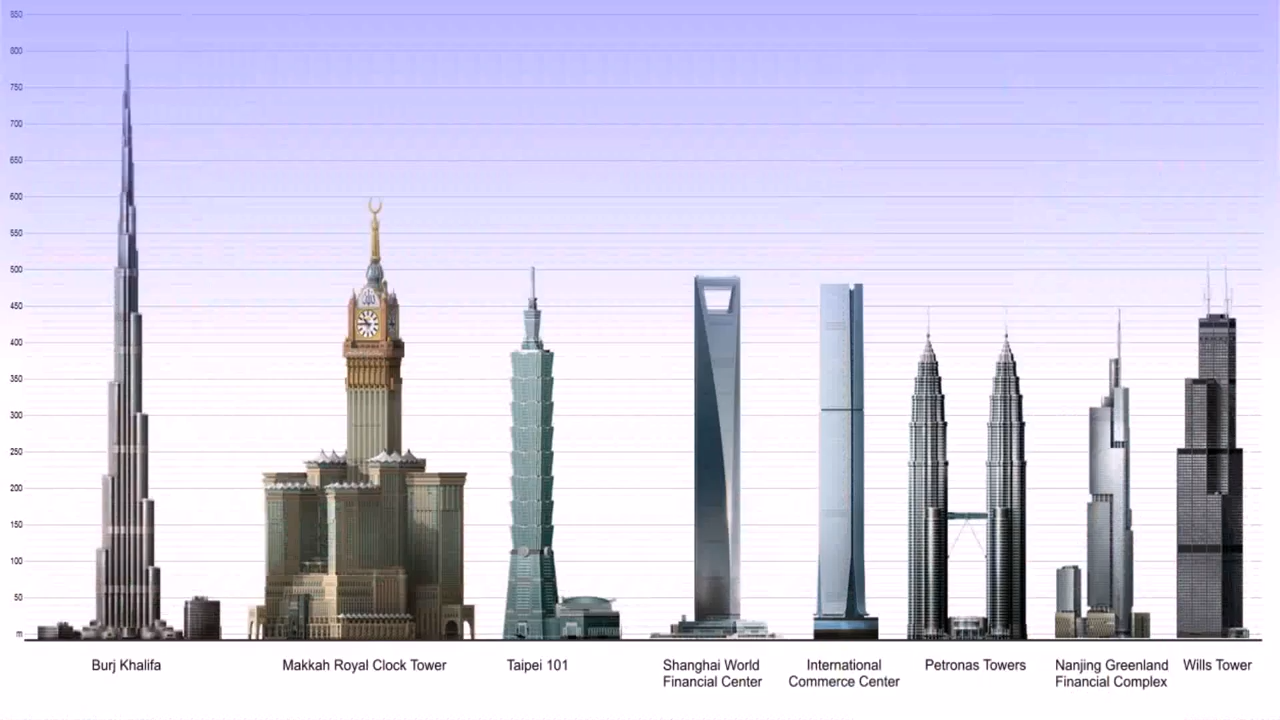 850
800
750
700
650
600
550
500
450
400
350
300
250
200
150
100
50
m
Burj Khalifa
Makkah Royal Clock Tower
Taipei 101
Shanghai World
Financial Center
International
Commerce Center
Petronas Towers
Nanjing Greenland
Financial Complex
Wills Tower